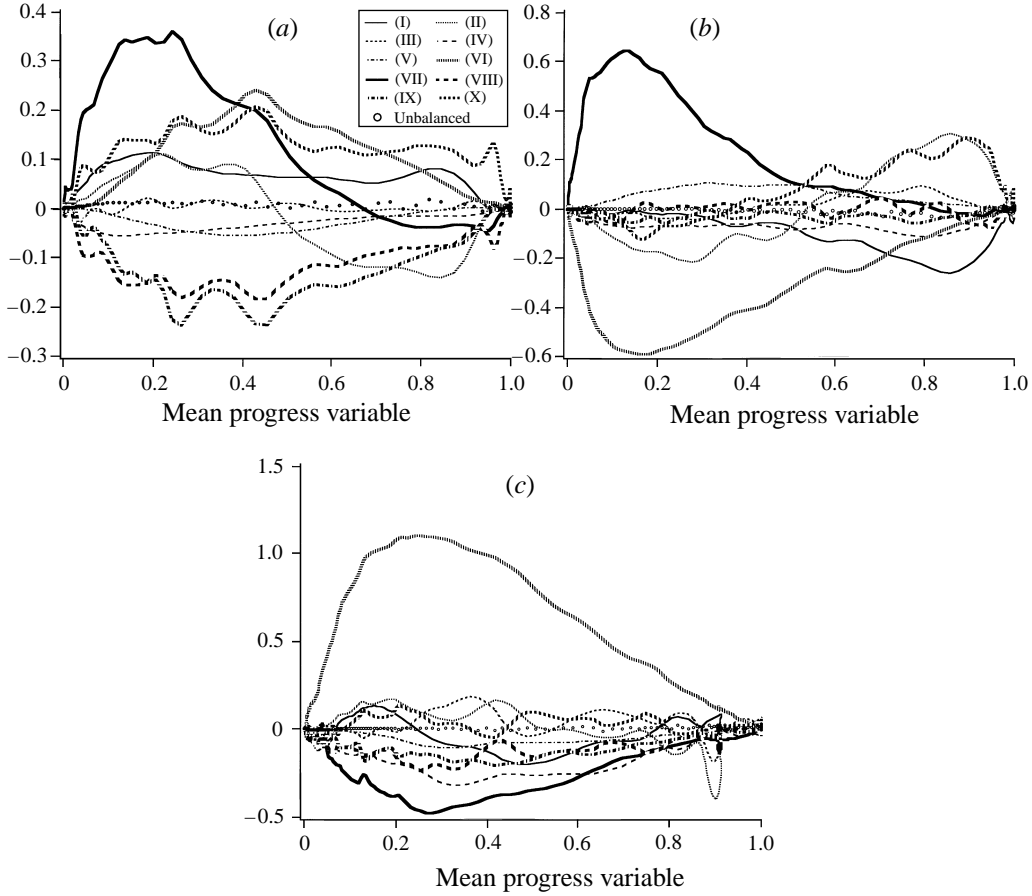 0.4
0.3
0.2
0.1
0
–0.1
–0.2
–0.3
0
0.2
0.4
0.6
0.8
1.0
Mean progress variable
(a)
(I)
(II)
(III)
(IV)
(V)
(VI)
(VII)
(VIII)
(IX)
(X)
Unbalanced
(b)
0.8
0.6
0.4
0.2
0
–0.2
–0.4
–0.6
0
0.2
0.4
0.6
0.8
1.0
Mean progress variable
(c)
1.5
1.0
0.5
0
–0.5
0
0.2
0.4
0.6
0.8
1.0
Mean progress variable